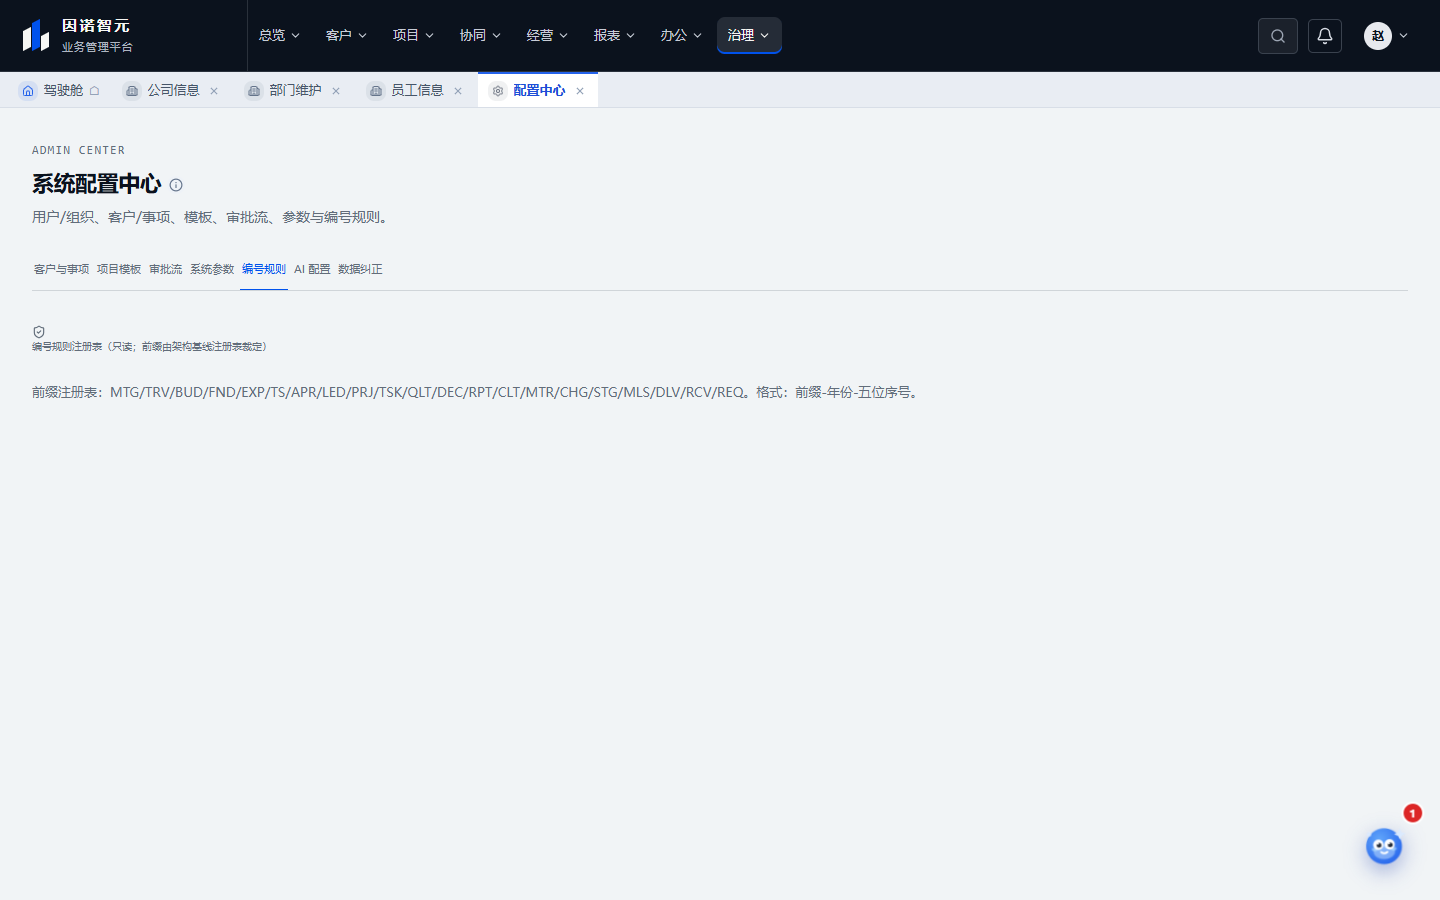 因诺智元
业务管理平台
总览 客户 项目 协同 经营 报表 办公 治理
赵
驾驶舱 公司信息 部门维护 员工信息 配置中心
ADMIN CENTER
系统配置中心
用户/组织、客户/事项、模板、审批流、参数与编号规则。
客户与事项 项目模板 审批流 系统参数 编号规则 AI 配置 数据纠正
编号规则注册表（只读；前缀由架构基线注册表裁定）
前缀注册表：MTG/TRV/BUD/FND/EXP/TS/APR/LED/PRJ/TSK/QLT/DEC/RPT/CLT/MTR/CHG/STG/MLS/DLV/RCV/REQ。格式：前缀-年份-五位序号。
1